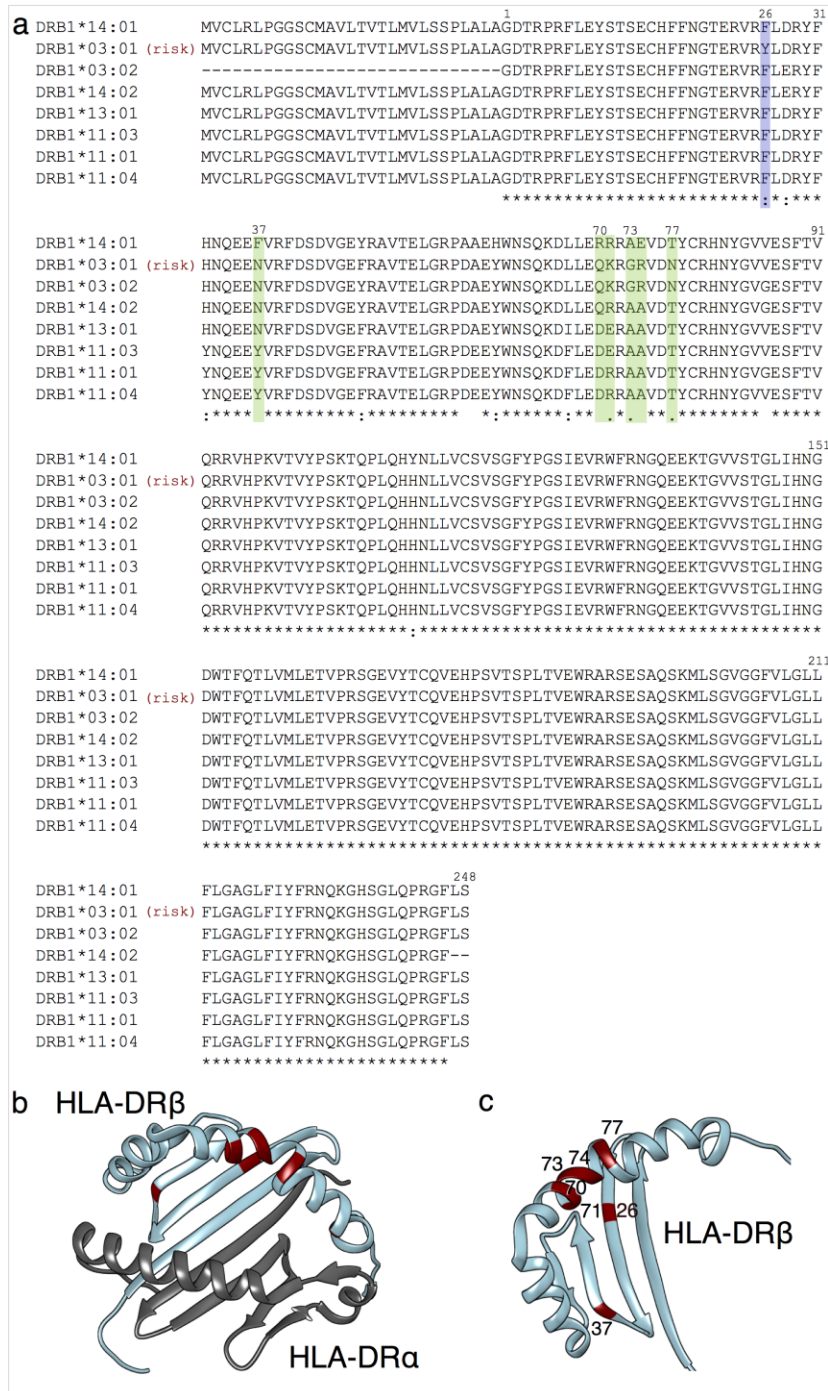 a
1 26 31
DRB1*14:01 MVCLRLPGGSCMAVLTVTLMVLSSPLALAGDTRPRFLEYSTSECHFFNGTERVRFLDRYF
DRB1*03:01 (risk) MVCLRLPGGSCMAVLTVTLMVLSSPLALAGDTRPRFLEYSTSECHFFNGTERVRYLDRYF
DRB1*03:02 -----------------------------GDTRPRFLEYSTSECHFFNGTERVRFLERYF
DRB1*14:02 MVCLRLPGGSCMAVLTVTLMVLSSPLALAGDTRPRFLEYSTSECHFFNGTERVRFLERYF
DRB1*13:01 MVCLRLPGGSCMAVLTVTLMVLSSPLALAGDTRPRFLEYSTSECHFFNGTERVRFLDRYF
DRB1*11:03 MVCLRLPGGSCMAVLTVTLMVLSSPLALAGDTRPRFLEYSTSECHFFNGTERVRFLDRYF
DRB1*11:01 MVCLRLPGGSCMAVLTVTLMVLSSPLALAGDTRPRFLEYSTSECHFFNGTERVRFLDRYF
DRB1*11:04 MVCLRLPGGSCMAVLTVTLMVLSSPLALAGDTRPRFLEYSTSECHFFNGTERVRFLDRYF
*************************:*:***
37 70 73 77 91
DRB1*14:01 HNQEEFVRFDSDVGEYRAVTELGRPAAEHWNSQKDLLERRRAEVDTYCRHNYGVVESFTV
DRB1*03:01 (risk) HNQEENVRFDSDVGEFRAVTELGRPDAEYWNSQKDLLEQKRGRVDNYCRHNYGVVESFTV
DRB1*03:02 HNQEENVRFDSDVGEFRAVTELGRPDAEYWNSQKDLLEQKRGRVDNYCRHNYGVGESFTV
DRB1*14:02 HNQEENVRFDSDVGEFRAVTELGRPDAEYWNSQKDLLEQRRAAVDTYCRHNYGVVESFTV
DRB1*13:01 HNQEENVRFDSDVGEFRAVTELGRPDAEYWNSQKDILEDERAAVDTYCRHNYGVGESFTV
DRB1*11:03 YNQEEYVRFDSDVGEFRAVTELGRPDEEYWNSQKDFLEDERAAVDTYCRHNYGVGESFTV
DRB1*11:01 YNQEEYVRFDSDVGEFRAVTELGRPDEEYWNSQKDFLEDRRAAVDTYCRHNYGVGESFTV
DRB1*11:04 YNQEEYVRFDSDVGEFRAVTELGRPDEEYWNSQKDFLEDRRAAVDTYCRHNYGVVESFTV
:**** *********:*********  *:******:** .*. **.******** *****
151
DRB1*14:01 QRRVHPKVTVYPSKTQPLQHYNLLVCSVSGFYPGSIEVRWFRNGQEEKTGVVSTGLIHNG
DRB1*03:01 (risk) QRRVHPKVTVYPSKTQPLQHHNLLVCSVSGFYPGSIEVRWFRNGQEEKTGVVSTGLIHNG
DRB1*03:02 QRRVHPKVTVYPSKTQPLQHHNLLVCSVSGFYPGSIEVRWFRNGQEEKTGVVSTGLIHNG
DRB1*14:02 QRRVHPKVTVYPSKTQPLQHHNLLVCSVSGFYPGSIEVRWFRNGQEEKTGVVSTGLIHNG
DRB1*13:01 QRRVHPKVTVYPSKTQPLQHHNLLVCSVSGFYPGSIEVRWFRNGQEEKTGVVSTGLIHNG
DRB1*11:03 QRRVHPKVTVYPSKTQPLQHHNLLVCSVSGFYPGSIEVRWFRNGQEEKTGVVSTGLIHNG
DRB1*11:01 QRRVHPKVTVYPSKTQPLQHHNLLVCSVSGFYPGSIEVRWFRNGQEEKTGVVSTGLIHNG
DRB1*11:04 QRRVHPKVTVYPSKTQPLQHHNLLVCSVSGFYPGSIEVRWFRNGQEEKTGVVSTGLIHNG
********************:***************************************
211
DRB1*14:01 DWTFQTLVMLETVPRSGEVYTCQVEHPSVTSPLTVEWRARSESAQSKMLSGVGGFVLGLL
DRB1*03:01 (risk) DWTFQTLVMLETVPRSGEVYTCQVEHPSVTSPLTVEWRARSESAQSKMLSGVGGFVLGLL
DRB1*03:02 DWTFQTLVMLETVPRSGEVYTCQVEHPSVTSPLTVEWRARSESAQSKMLSGVGGFVLGLL
DRB1*14:02 DWTFQTLVMLETVPRSGEVYTCQVEHPSVTSPLTVEWRARSESAQSKMLSGVGGFVLGLL
DRB1*13:01 DWTFQTLVMLETVPRSGEVYTCQVEHPSVTSPLTVEWRARSESAQSKMLSGVGGFVLGLL
DRB1*11:03 DWTFQTLVMLETVPRSGEVYTCQVEHPSVTSPLTVEWRARSESAQSKMLSGVGGFVLGLL
DRB1*11:01 DWTFQTLVMLETVPRSGEVYTCQVEHPSVTSPLTVEWRARSESAQSKMLSGVGGFVLGLL
DRB1*11:04 DWTFQTLVMLETVPRSGEVYTCQVEHPSVTSPLTVEWRARSESAQSKMLSGVGGFVLGLL
************************************************************
248
DRB1*14:01 FLGAGLFIYFRNQKGHSGLQPRGFLS
DRB1*03:01 (risk) FLGAGLFIYFRNQKGHSGLQPRGFLS
DRB1*03:02 FLGAGLFIYFRNQKGHSGLQPRGFLS
DRB1*14:02 FLGAGLFIYFRNQKGHSGLQPRGF--
DRB1*13:01 FLGAGLFIYFRNQKGHSGLQPRGFLS
DRB1*11:03 FLGAGLFIYFRNQKGHSGLQPRGFLS
DRB1*11:01 FLGAGLFIYFRNQKGHSGLQPRGFLS
DRB1*11:04 FLGAGLFIYFRNQKGHSGLQPRGFLS
************************
b
HLA-DRβ
HLA-DRα
c
77
74
73
70
71
26
HLA-DRβ
37